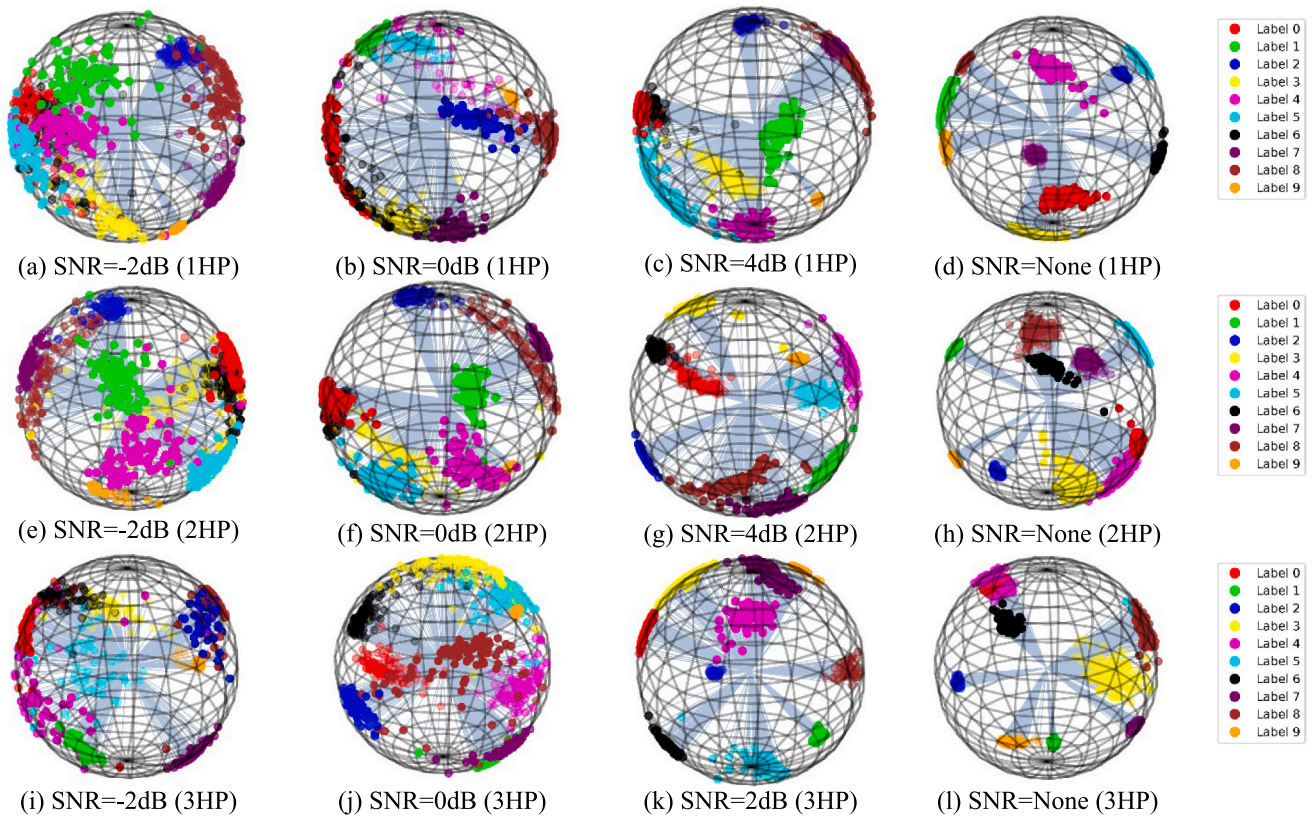 Label 0
Label 1
Label 2
Label 3
Label 4
Label 5
Label 6
Label 7
Label 8
Label 9
(a) SNR=-2dB (1HP)
(b) SNR=0dB (1HP)
(c) SNR=4dB (1HP)
(d) SNR=None (1HP)
Label 0
Label 1
Label 2
Label 3
Label 4
Label 5
Label 6
Label 7
Label 8
Label 9
(e) SNR=-2dB (2HP)
(f) SNR=0dB (2HP)
(g) SNR=4dB (2HP)
(h) SNR=None (2HP)
Label 0
Label 1
Label 2
Label 3
Label 4
Label 5
Label 6
Label 7
Label 8
Label 9
(i) SNR=-2dB (3HP)
(j) SNR=0dB (3HP)
(k) SNR=2dB (3HP)
(l) SNR=None (3HP)